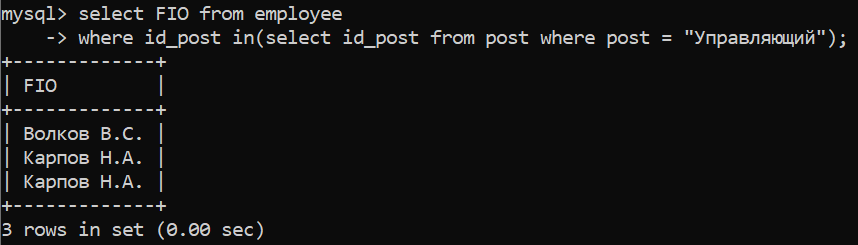 mysql> select FIO from employee
    -> where id_post in(select id_post from post where post = "Управляющий");
+-------------+
| FIO         |
+-------------+
| Волков В.С. |
| Карпов Н.А. |
| Карпов Н.А. |
+-------------+
3 rows in set (0.00 sec)